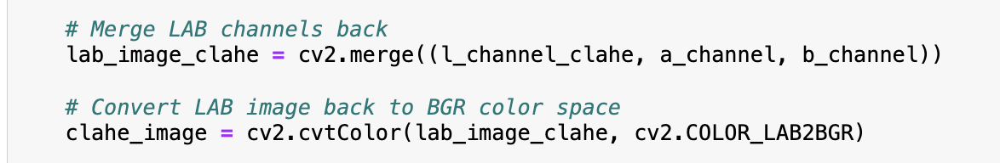 # Merge LAB channels back
lab_image_clahe = cv2.merge((l_channel_clahe, a_channel, b_channel))
# Convert LAB image back to BGR color space
clahe_image = cv2.cvtColor(lab_image_clahe, cv2.COLOR_LAB2BGR)